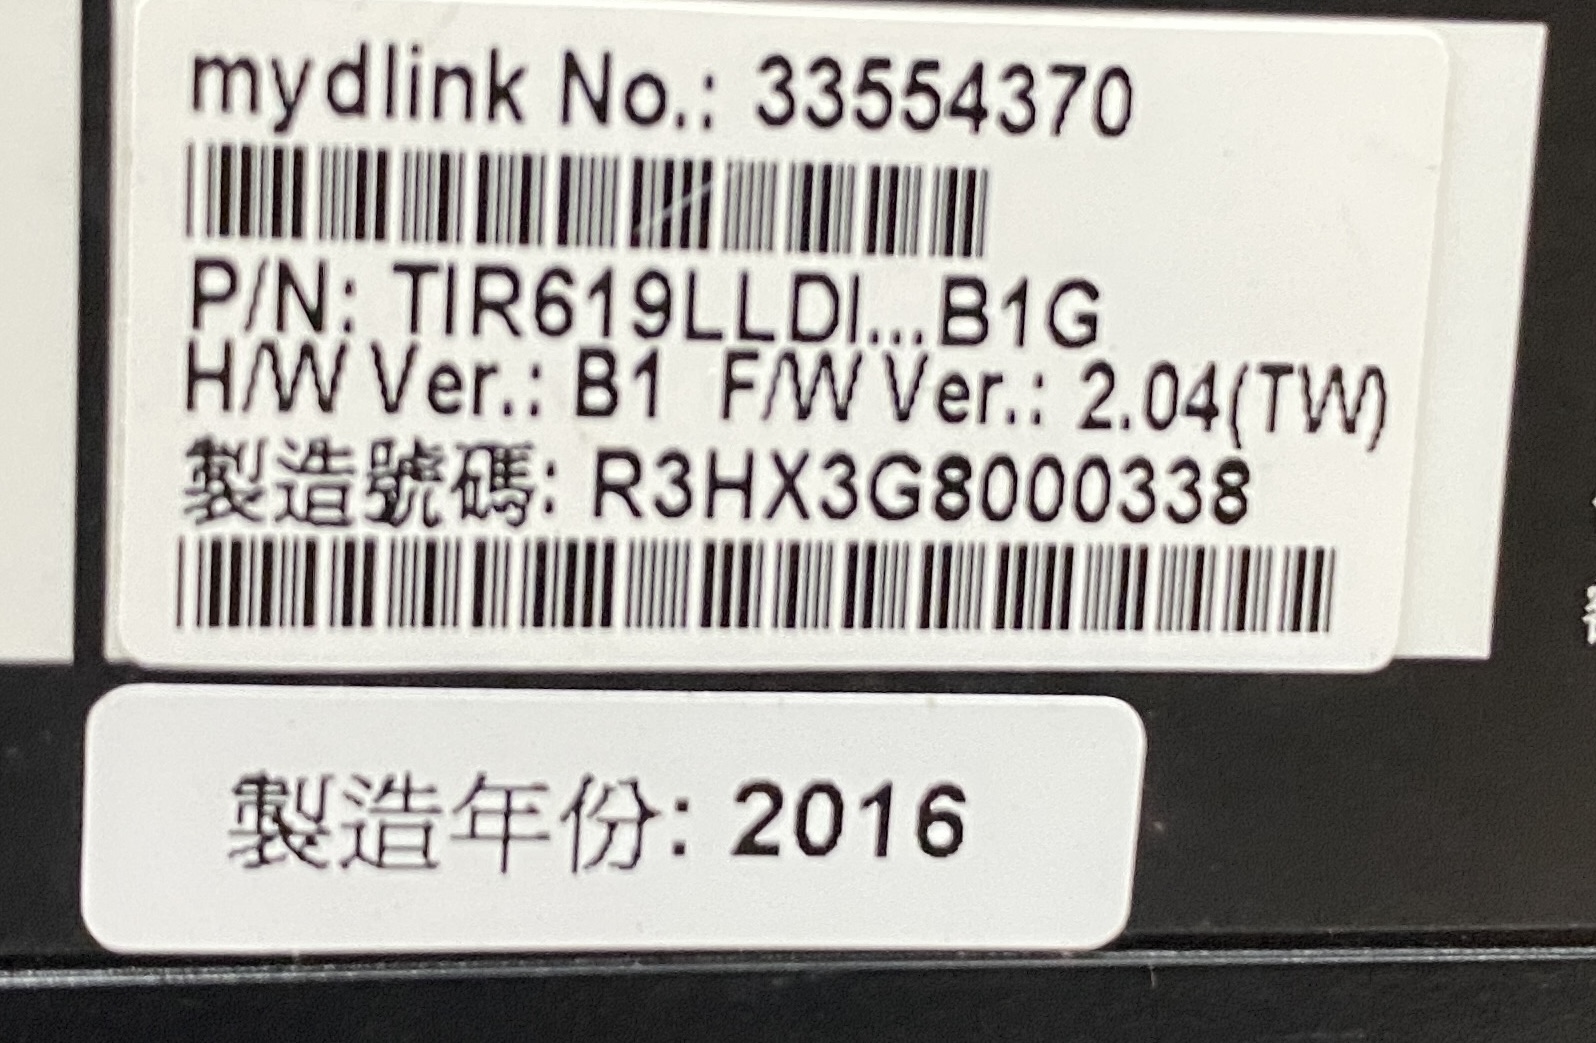 mydlink No.: 33554370
P/N: TIR619LLDI...B1G
H/W Ver.: B1 F/W Ver.: 2.04(TW)
製造號碼: R3HX3G8000338
製造年份: 2016